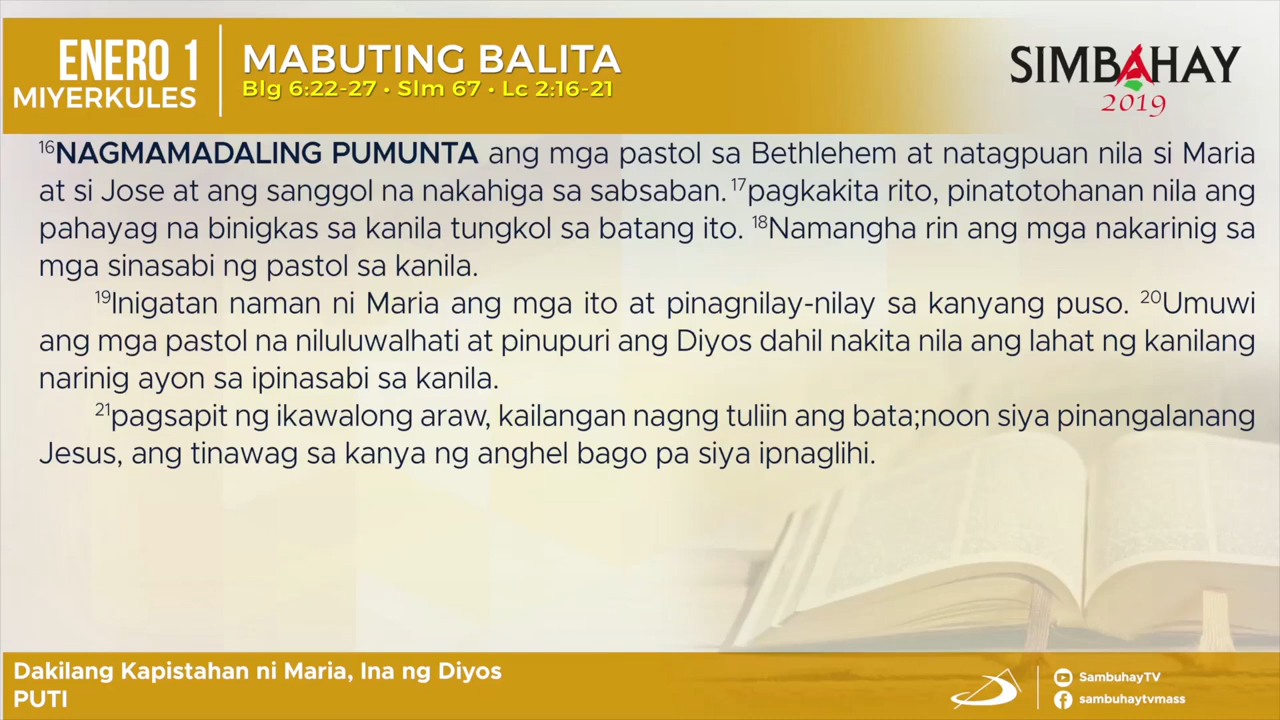 ENERO 1
MIYERKULES
MABUTING BALITA
Blg 6:22-27 • Slm 67 • Lc 2:16-21
SIMBAHAY
2019
16NAGMAMADALING PUMUNTA ang mga pastol sa Bethlehem at natagpuan nila si Maria
at si Jose at ang sanggol na nakahiga sa sabsaban. 17pagkakita rito, pinatotohanan nila ang
pahayag na binigkas sa kanila tungkol sa batang ito. 18Namangha rin ang mga nakarinig sa
mga sinasabi ng pastol sa kanila.
19Inigatan naman ni Maria ang mga ito at pinagnilay-nilay sa kanyang puso. 20Umuwi
ang mga pastol na niluluwalhati at pinupuri ang Diyos dahil nakita nila ang lahat ng kanilang
narinig ayon sa ipinasabi sa kanila.
21pagsapit ng ikawalong araw, kailangan nagng tuliin ang bata;noon siya pinangalanang
Jesus, ang tinawag sa kanya ng anghel bago pa siya ipnaglihi.
Dakilang Kapistahan ni Maria, Ina ng Diyos
PUTI
SambuhayTV
sambuhaytvmass